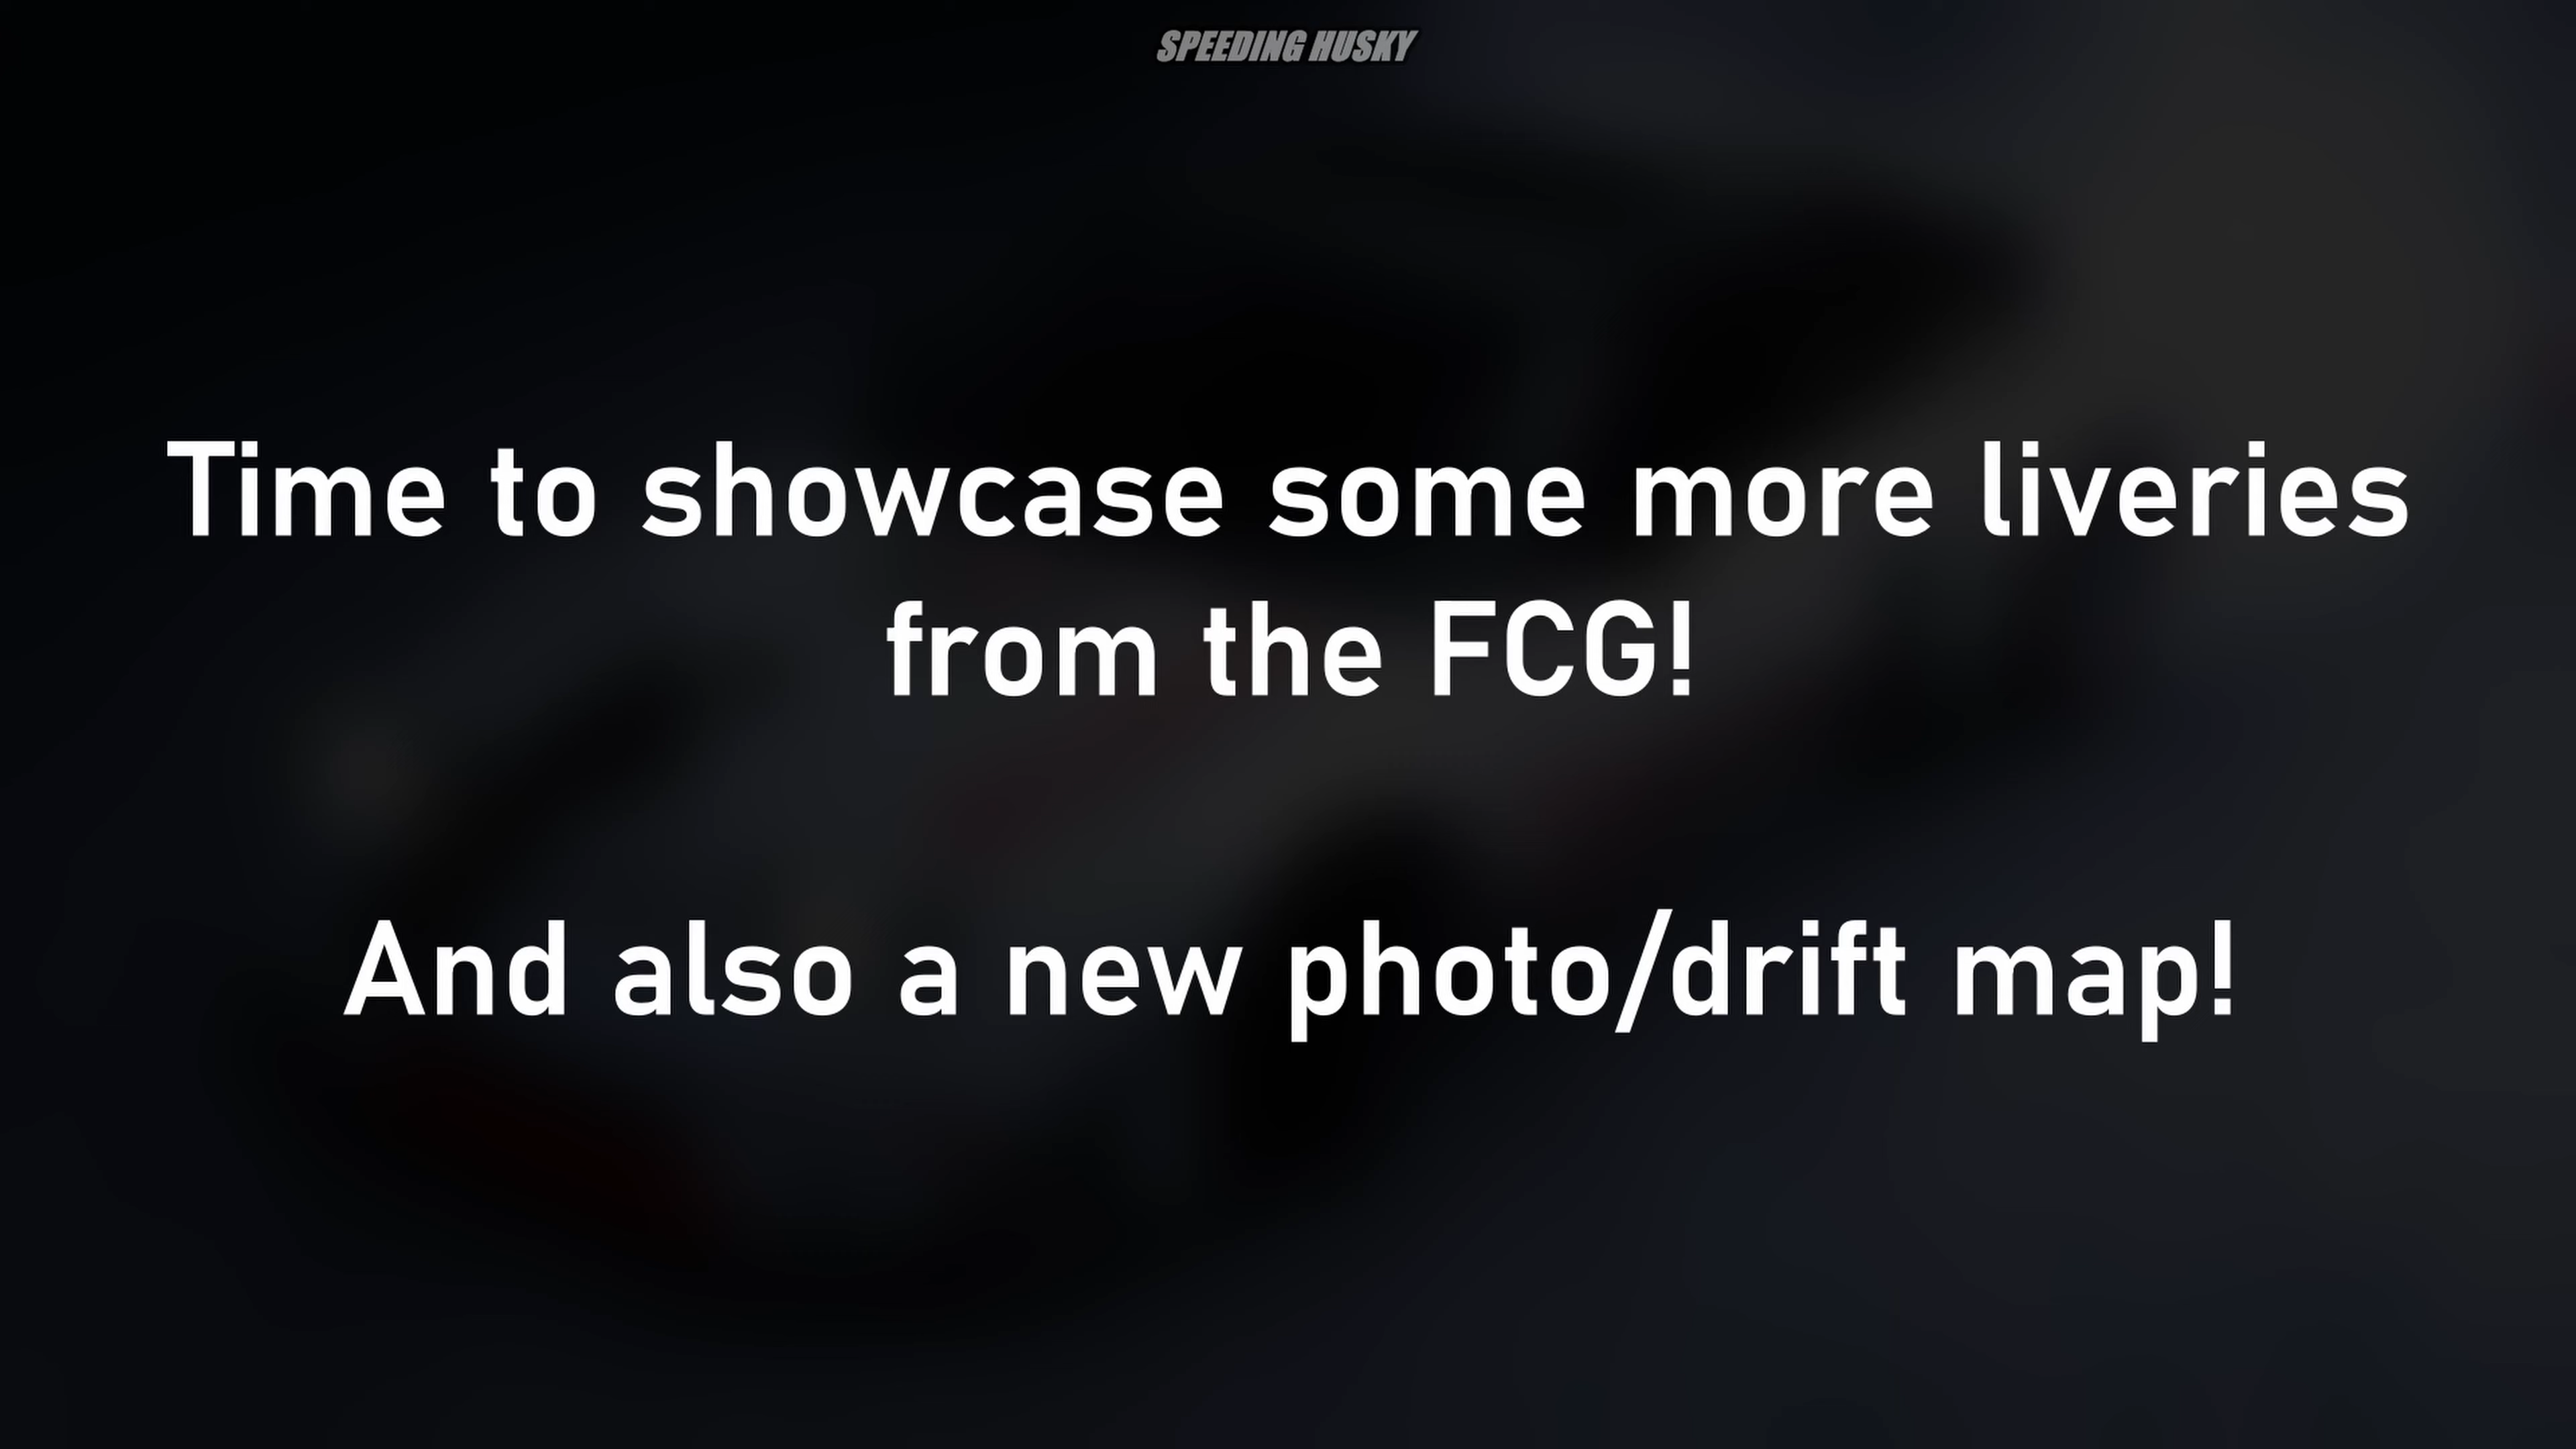 SPEEDING HUSKY
Time to showcase some more liveries
from the FCG!
And also a new photo/drift map!